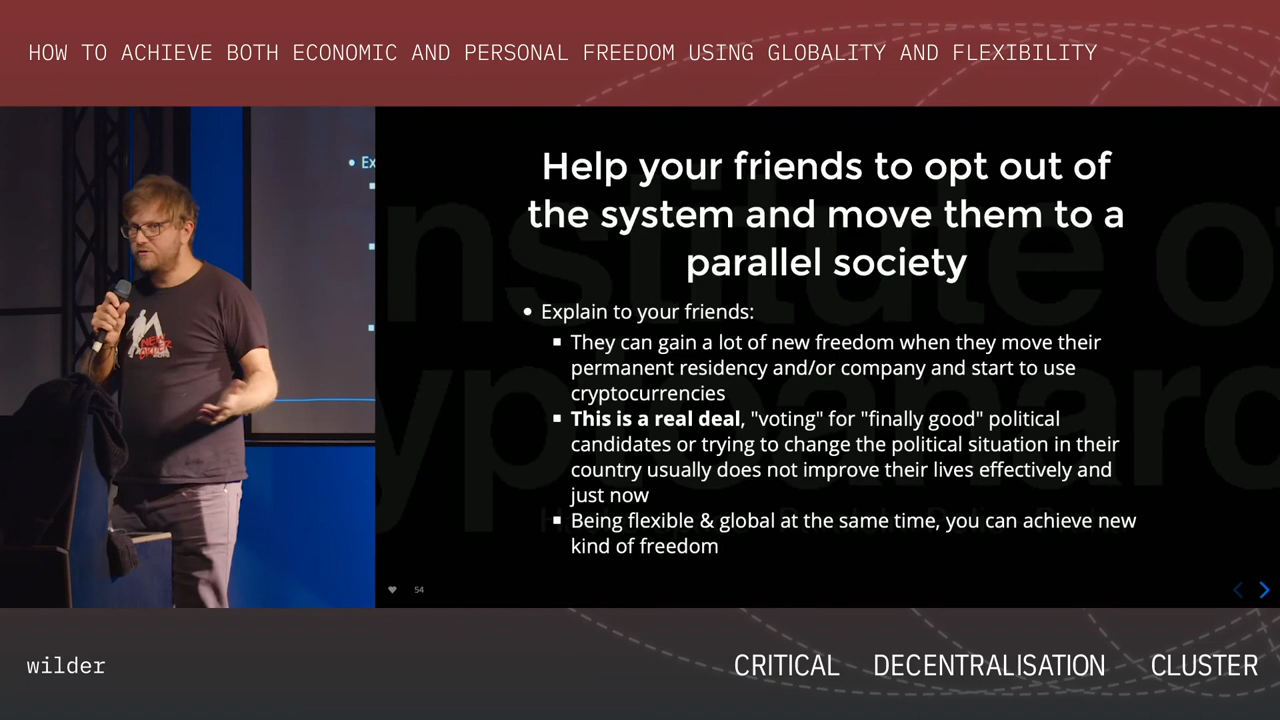 HOW TO ACHIEVE BOTH ECONOMIC AND PERSONAL FREEDOM USING GLOBALITY AND FLEXIBILITY
• Ex
Help your friends to opt out of
the system and move them to a
parallel society
• Explain to your friends:
▪ They can gain a lot of new freedom when they move their
permanent residency and/or company and start to use
cryptocurrencies
▪ This is a real deal, "voting" for "finally good" political
candidates or trying to change the political situation in their
country usually does not improve their lives effectively and
just now
▪ Being flexible & global at the same time, you can achieve new
kind of freedom
54
wilder
CRITICAL DECENTRALISATION CLUSTER